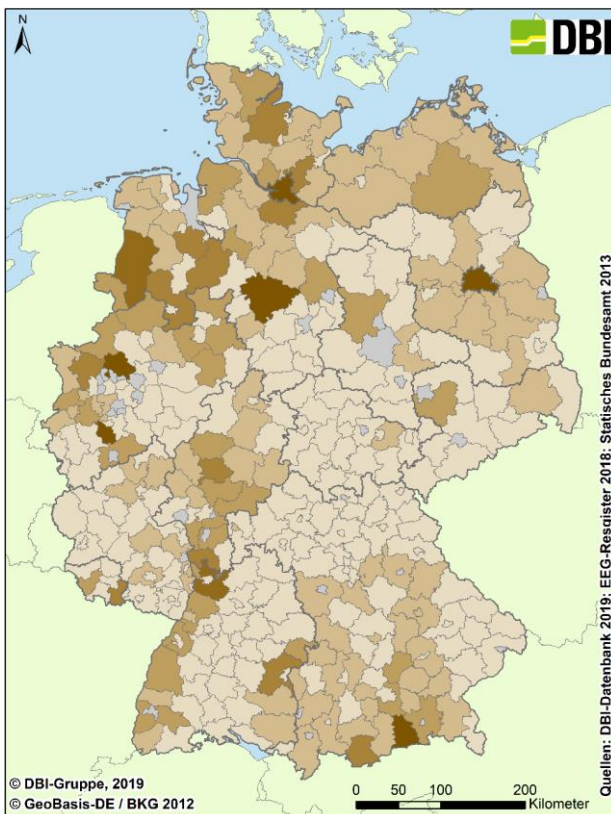 N
DBI
Quellen: DBI-Datenbank 2019; EEG-Resgister 2018; Statisches Bundesamt 2013
© DBI-Gruppe, 2019
© GeoBasis-DE / BKG 2012
0 50 100 200
Kilometer